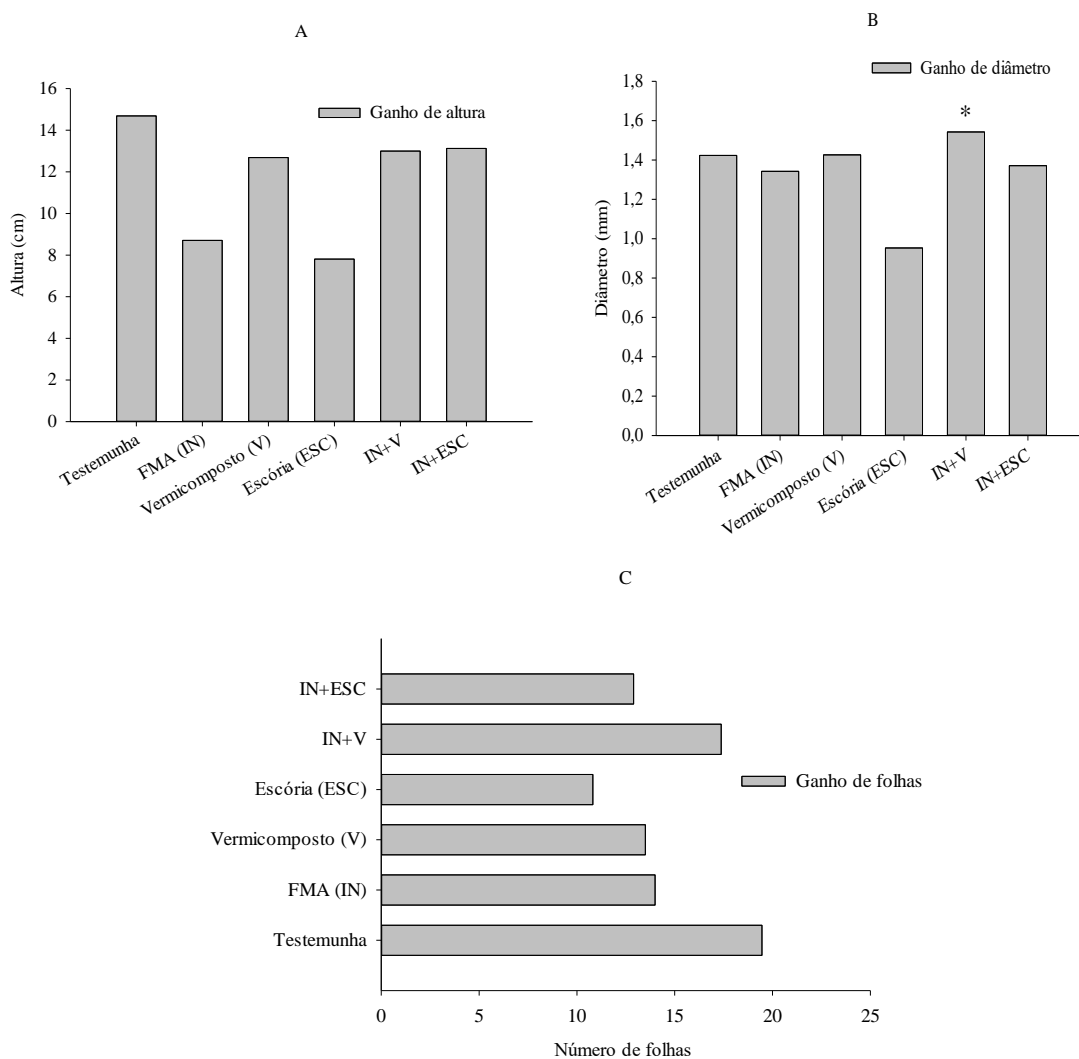 A
Ganho de altura
Altura (cm)
16
14
12
10
8
6
4
2
0
Testemunha
FMA (IN)
Vermicomposto (V)
Escória (ESC)
IN+V
IN+ESC
B
Ganho de diâmetro
Diâmetro (mm)
1,8
1,6
1,4
1,2
1,0
0,8
0,6
0,4
0,2
0,0
*
Testemunha
FMA (IN)
Vermicomposto (V)
Escória (ESC)
IN+V
IN+ESC
C
IN+ESC
IN+V
Escória (ESC)
Vermicomposto (V)
FMA (IN)
Testemunha
Ganho de folhas
0 5 10 15 20 25
Número de folhas